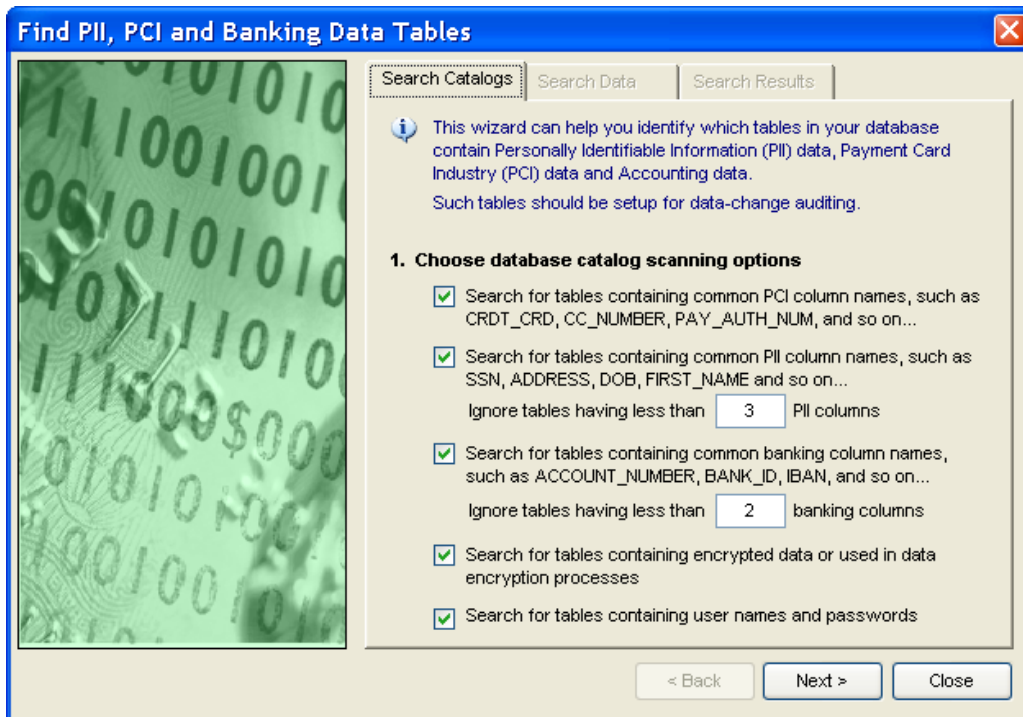 Find PII, PCI and Banking Data Tables
Search Catalogs
Search Data
Search Results
This wizard can help you identify which tables in your database
contain Personally Identifiable Information (PII) data, Payment Card
Industry (PCI) data and Accounting data.
Such tables should be setup for data-change auditing.
1. Choose database catalog scanning options
Search for tables containing common PCI column names, such as
CRDT_CRD, CC_NUMBER, PAY_AUTH_NUM, and so on...
Search for tables containing common PII column names, such as
SSN, ADDRESS, DOB, FIRST_NAME and so on...
Ignore tables having less than 3 PII columns
Search for tables containing common banking column names,
such as ACCOUNT_NUMBER, BANK_ID, IBAN, and so on...
Ignore tables having less than 2 banking columns
Search for tables containing encrypted data or used in data
encryption processes
Search for tables containing user names and passwords
< Back
Next >
Close